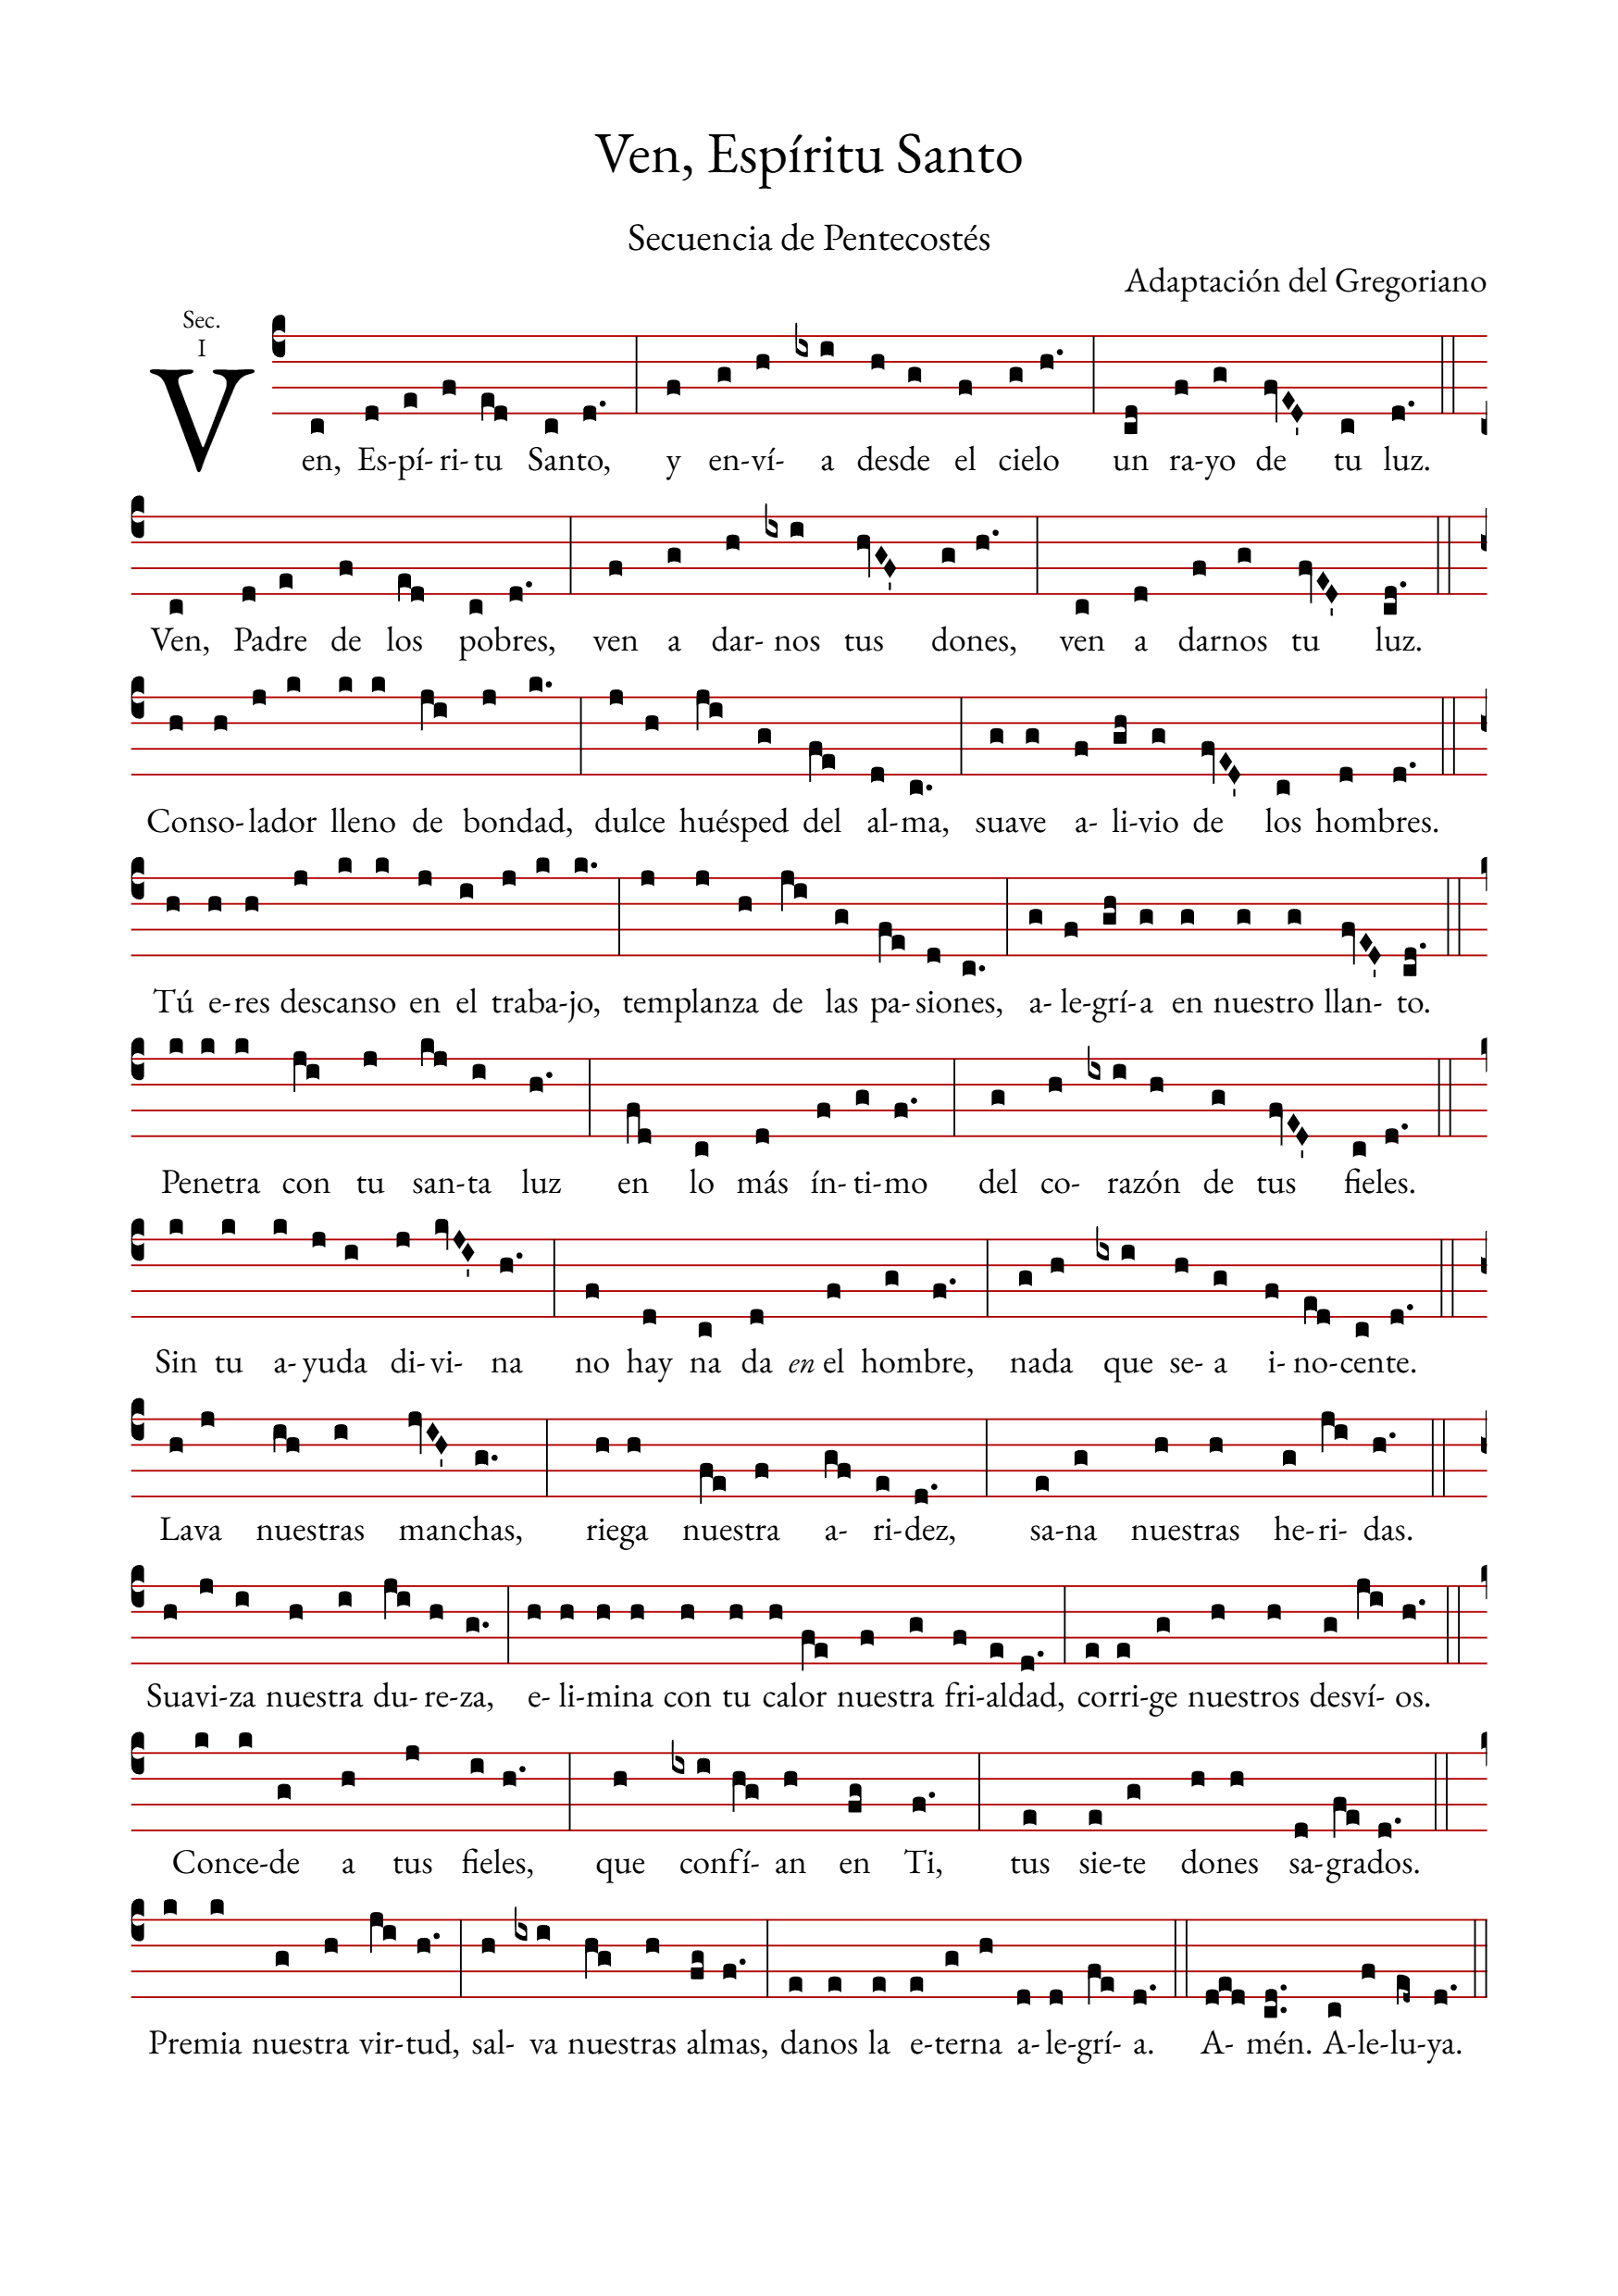 Ven, Espíritu Santo
Secuencia de Pentecostés
Adaptación del Gregoriano
Sec.
I
Ven, Es-pí-ri-tu Santo, y en-ví-a desde el cielo un ra-yo de tu luz.
Ven, Padre de los pobres, ven a dar-nos tus dones, ven a darnos tu luz.
Conso-lador lleno de bondad, dulce huésped del al-ma, suave a-li-vio de los hombres.
Tú e-res descanso en el traba-jo, templanza de las pa-siones, a-le-grí-a en nuestro llan-to.
Penetra con tu san-ta luz en lo más ín-ti-mo del co-razón de tus fieles.
Sin tu a-yuda di-vi-na no hay na da en el hombre, nada que se-a i-no-cente.
Lava nuestras manchas, riega nuestra a-ri-dez, sa-na nuestras he-ri-das.
Suavi-za nuestra du-re-za, e-li-mina con tu calor nuestra fri-aldad, corri-ge nuestros desví-os.
Conce-de a tus fieles, que confí-an en Ti, tus sie-te dones sa-grados.
Premia nuestra vir-tud, sal-va nuestras almas, danos la e-terna a-le-grí-a. A-mén. A-le-lu-ya.